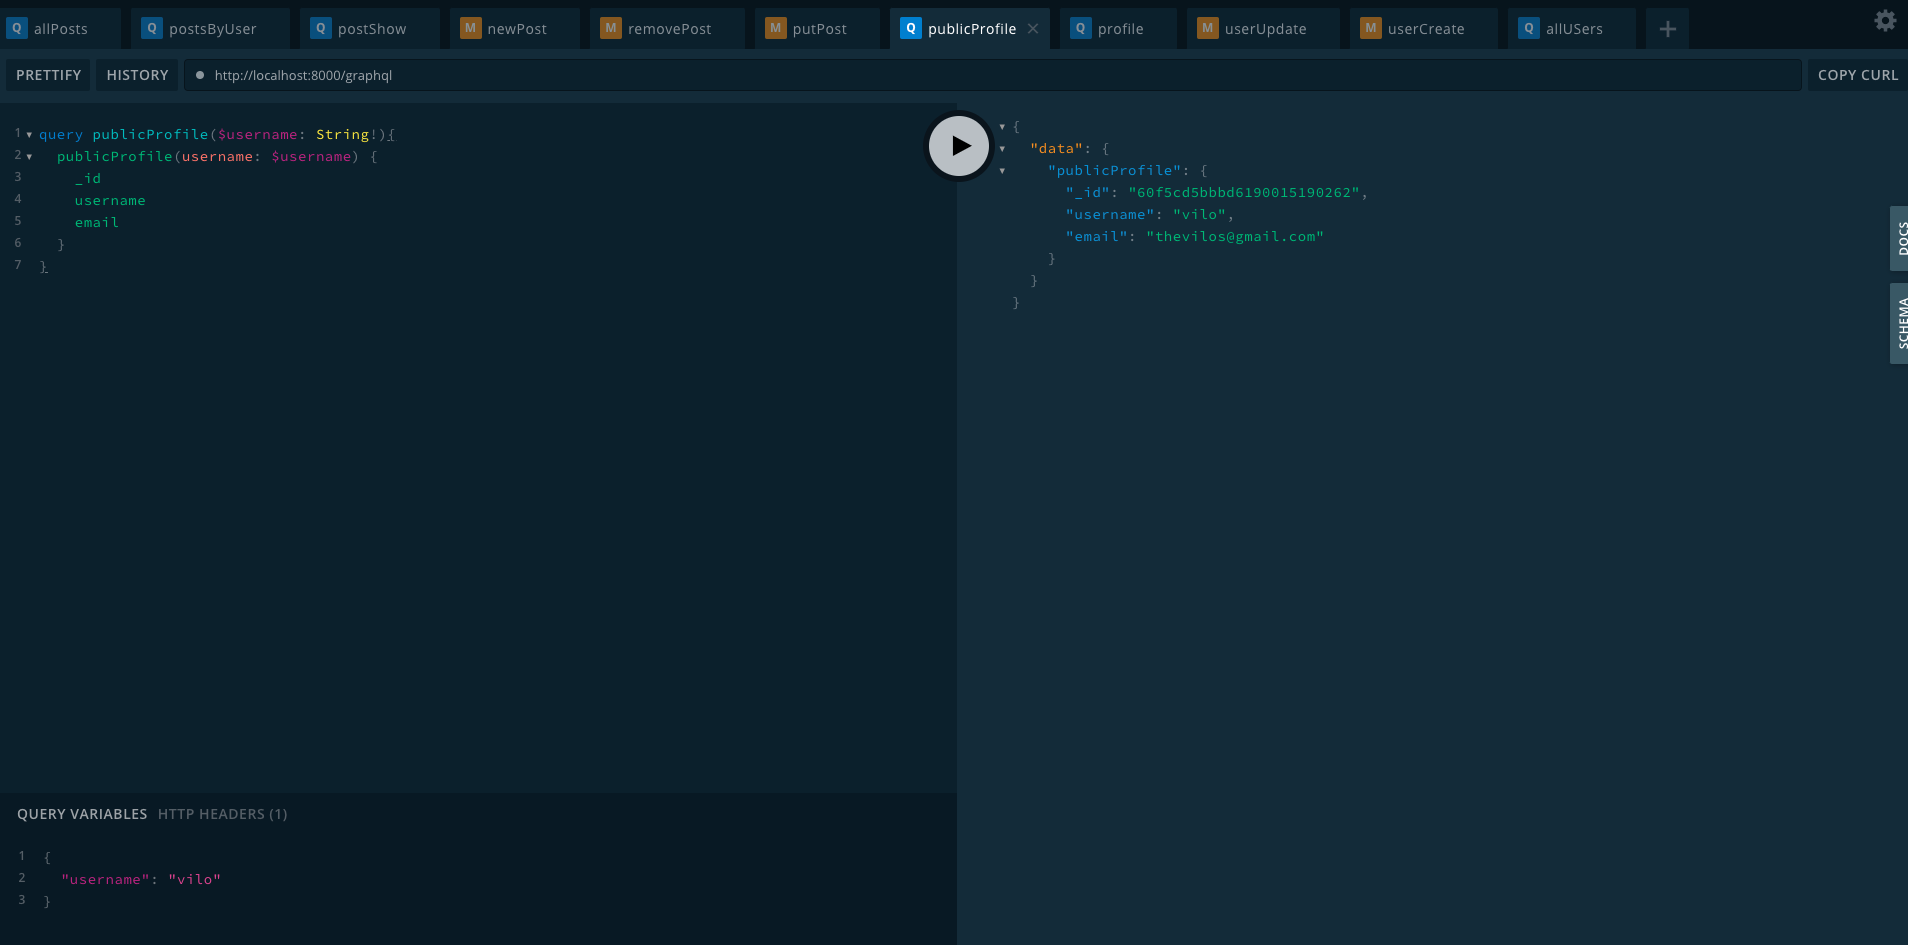 Q allPosts Q postsByUser Q postShow M newPost M removePost M putPost Q publicProfile × Q profile M userUpdate M userCreate Q allUSers +
PRETTIFY HISTORY http://localhost:8000/graphql COPY CURL
1 query publicProfile($username: String!){
2 publicProfile(username: $username) {
3 _id
4 username
5 email
6 }
7 }
{
"data": {
"publicProfile": {
"_id": "60f5cd5bbbd6190015190262",
"username": "vilo",
"email": "thevilos@gmail.com"
}
}
}
DOCS
SCHEMA
QUERY VARIABLES HTTP HEADERS (1)
1 {
2 "username": "vilo"
3 }